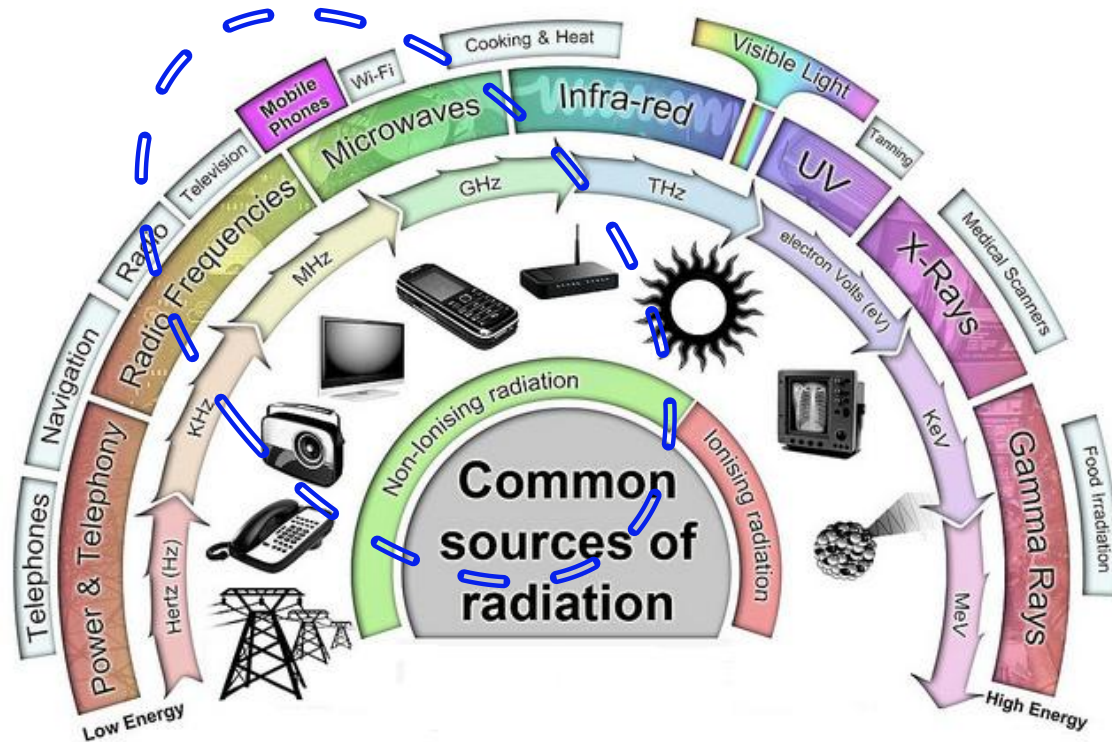 Telephones
Navigation
Radio
Television
Mobile
Phones
Wi-Fi
Cooking & Heat
Visible Light
Tanning
Medical Scanners
Food Irradiation
Power & Telephony
Radio Frequencies
Microwaves
Infra-red
UV
X-Rays
Gamma Rays
Hertz (Hz)
KHz
MHz
GHz
THz
electron Volts (eV)
KeV
MeV
Non-Ionising radiation
Ionising radiation
Common
sources of
radiation
Low Energy
High Energy